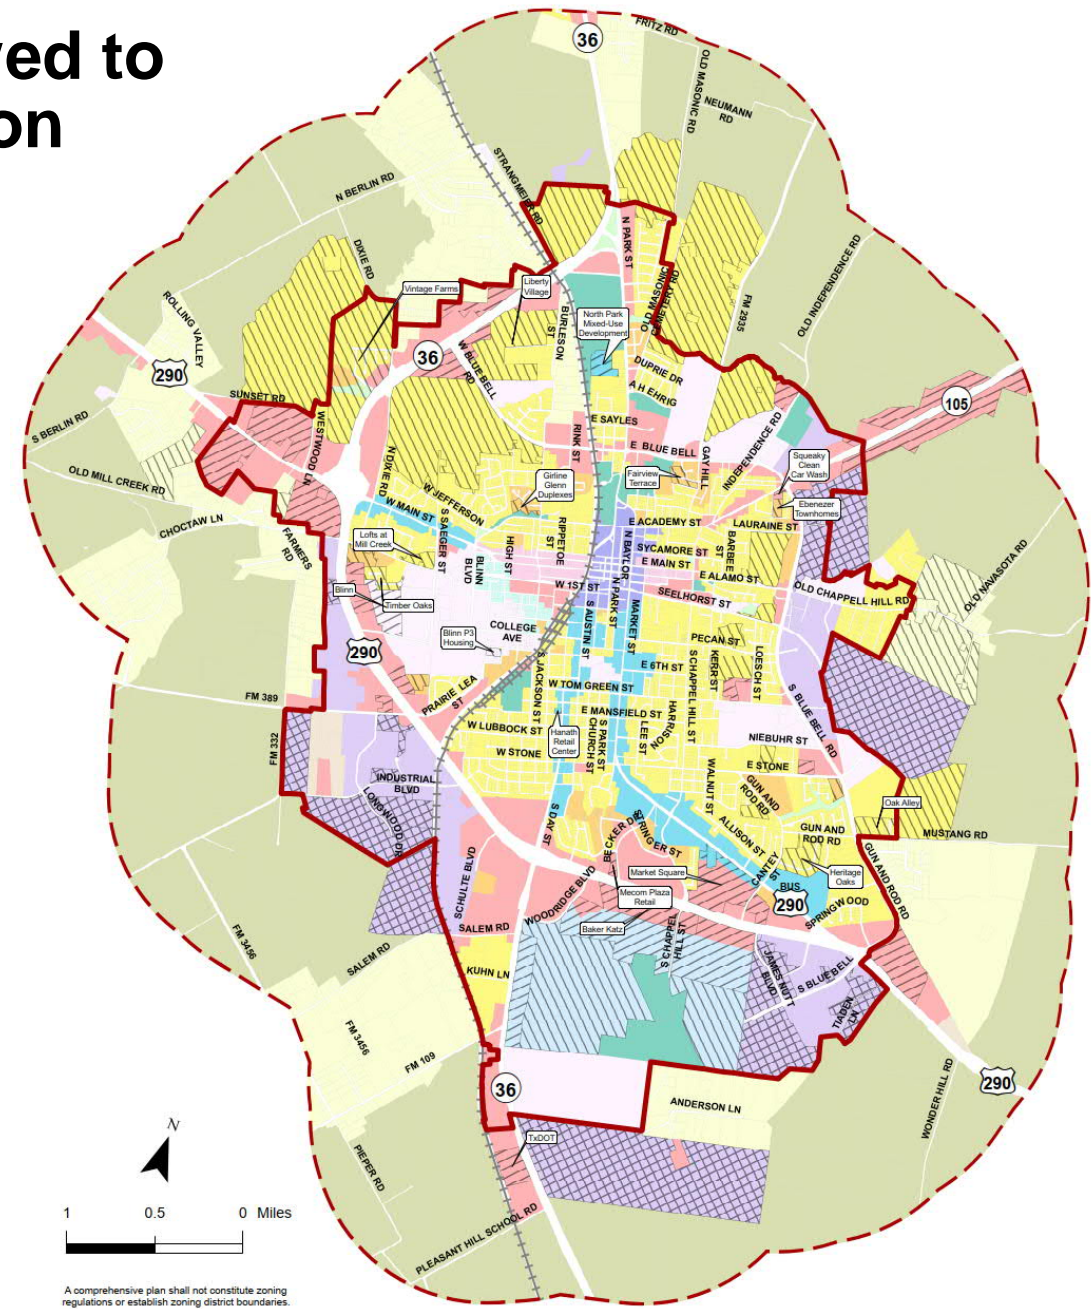 ved to
on
36
FRITZ RD
OLD MASONIC RD
NEUMANN
RD
STRANGMEIER RD
N BERLIN RD
DIXIE RD
N PARK ST
OLD MASONIC
CEMETERY RD
FM 2935
OLD INDEPENDENCE RD
Vintage Farms
Liberty
Village
ROLLING VALLEY
North Park
Mixed-Use
Development
BURLESON
ST
36
290
W BLUE BELL
RD
DUPRIE DR
A H EHRIG
105
SUNSET RD
S BERLIN RD
WESTWOOD LN
E SAYLES
RINK ST
E BLUE BELL
GAY HILL
INDEPENDENCE RD
Squeaky
Clean
Car Wash
OLD MILL CREEK RD
N DIXIE RD
W JEFFERSON
Girline
Glenn
Duplexes
Fairview
Terrace
Ebenezer
Townhomes
CHOCTAW LN
W MAIN ST
S SAEGER ST
RIPPETOE
ST
E ACADEMY ST
LAURAINE ST
FARMERS
RD
Lofts at
Mill Creek
HIGH ST
BLINN
BLVD
N BAYLOR
SYCAMORE ST
E MAIN ST
BARBEE
ST
E ALAMO ST
OLD NAVASOTA RD
Blinn
Timber Oaks
W 1ST ST
N PARK ST
SEELHORST ST
OLD CHAPPELL HILL RD
S AUSTIN ST
MARKET ST
COLLEGE
AVE
Blinn P3
Housing
290
PECAN ST
S JACKSON ST
E 6TH ST
SCHAPPEL HILL ST
KERR ST
LOESCH ST
FM 389
PRAIRIE LEA
ST
W TOM GREEN ST
S BLUE BELL RD
FM 332
W LUBBOCK ST
E MANSFIELD ST
HARRI
SON
Hanath
Retail
Center
S PARK ST
CHURCH ST
LEE ST
NIEBUHR ST
W STONE
E STONE
INDUSTRIAL
BLVD
LONGWOOD DR
WALNUT ST
GUN AND
ROD RD
Oak Alley
S DAY ST
BECKER DR
STRINGER ST
ALLISON ST
GUN AND
ROD RD
MUSTANG RD
SCHULTE BLVD
Market Square
CANTEY
ST
Heritage
Oaks
GUN AND ROD RD
WOODRIDGE BLVD
Mecom Plaza
Retail
BUS
290
SPRINGWOOD
FM 3456
SALEM RD
Baker Katz
S CHAPPEL
HILL ST
SALEM RD
KUHN LN
JAMES NUTT
BLVD
S BLUE BELL
TIADEN
LN
FM 3456
FM 109
36
290
ANDERSON LN
WONDER HILL RD
N
TxDOT
PIEPER RD
1 0.5 0 Miles
PLEASANT HILL SCHOOL RD
A comprehensive plan shall not constitute zoning
regulations or establish zoning district boundaries.